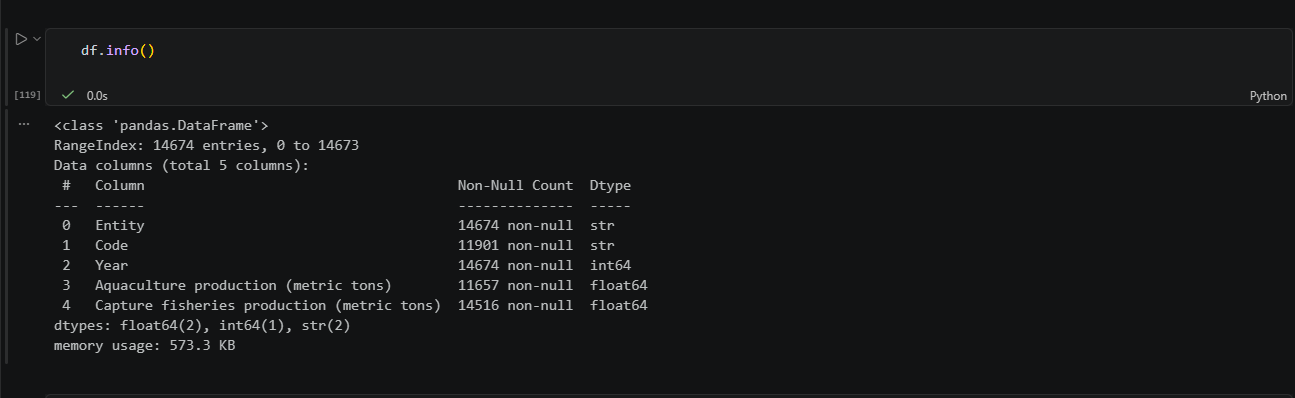 df.info()
[119] 0.0s Python
... <class 'pandas.DataFrame'>
RangeIndex: 14674 entries, 0 to 14673
Data columns (total 5 columns):
 #   Column                                      Non-Null Count  Dtype
---  ------                                      --------------  -----
 0   Entity                                      14674 non-null  str
 1   Code                                        11901 non-null  str
 2   Year                                        14674 non-null  int64
 3   Aquaculture production (metric tons)        11657 non-null  float64
 4   Capture fisheries production (metric tons)  14516 non-null  float64
dtypes: float64(2), int64(1), str(2)
memory usage: 573.3 KB